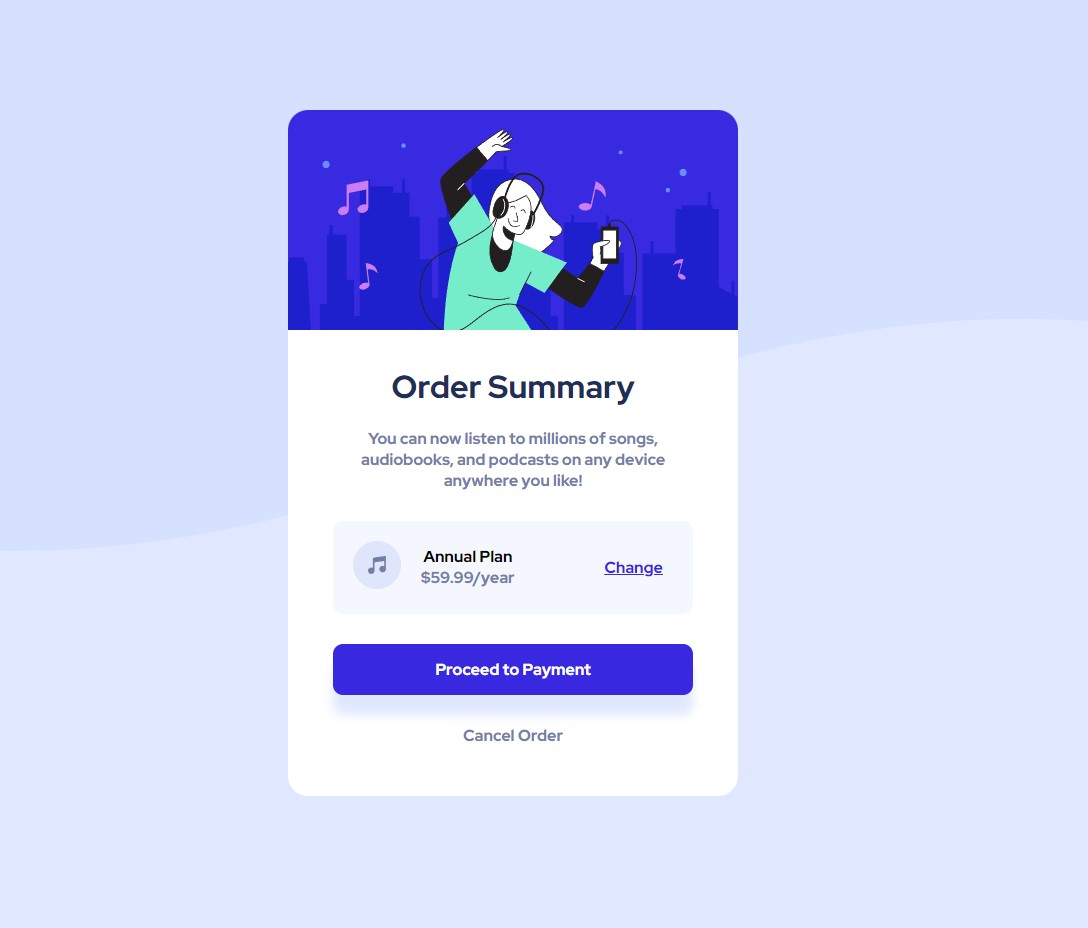 Order Summary
You can now listen to millions of songs,
audiobooks, and podcasts on any device
anywhere you like!
Annual Plan
$59.99/year
Change
Proceed to Payment
Cancel Order